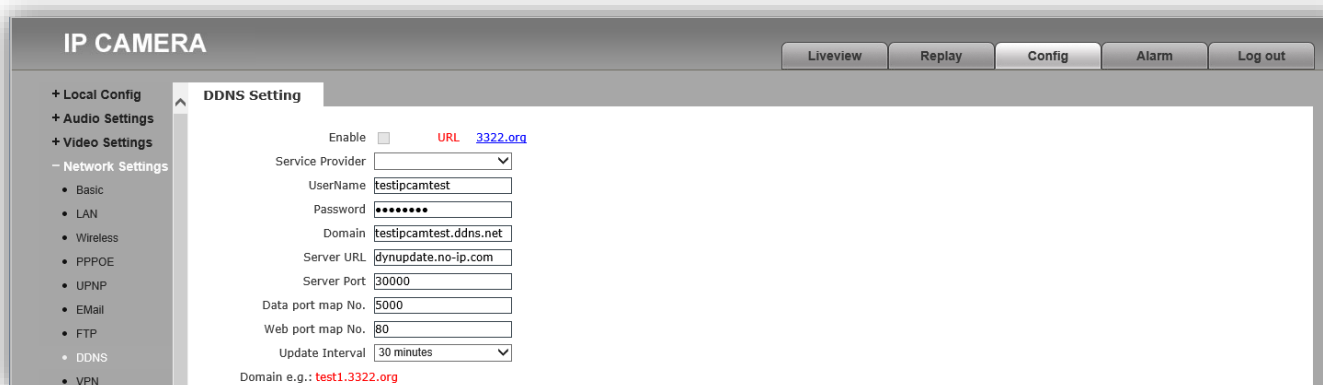 IP CAMERA
Liveview Replay Config Alarm Log out
+ Local Config
+ Audio Settings
+ Video Settings
− Network Settings
• Basic
• LAN
• Wireless
• PPPOE
• UPNP
• EMail
• FTP
• DDNS
• VPN
DDNS Setting
Enable URL 3322.org
Service Provider
UserName testipcamtest
Password ••••••••
Domain testipcamtest.ddns.net
Server URL dynupdate.no-ip.com
Server Port 30000
Data port map No. 5000
Web port map No. 80
Update Interval 30 minutes
Domain e.g.: test1.3322.org